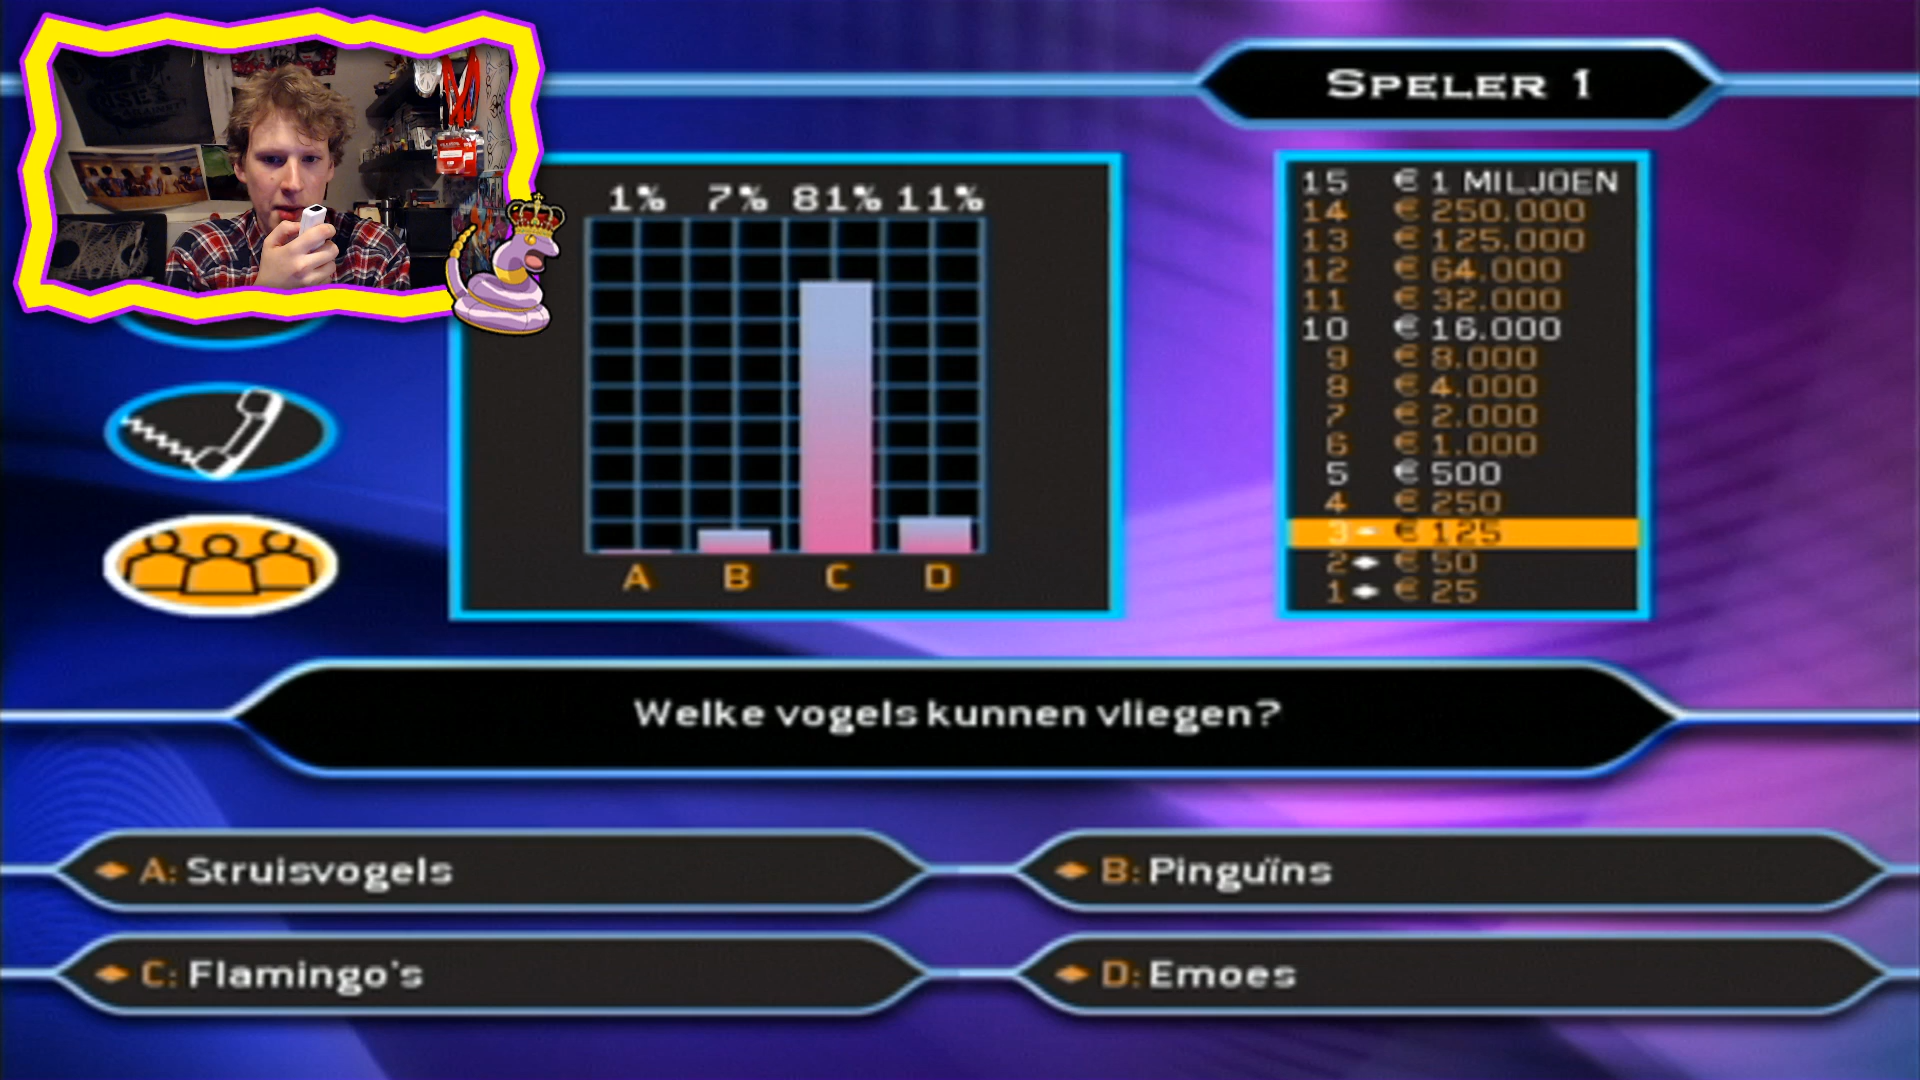 SPELER 1
1% 7% 81% 11%
A B C D
15 € 1 MILJOEN
14 € 250.000
13 € 125.000
12 € 64.000
11 € 32.000
10 € 16.000
9 € 8.000
8 € 4.000
7 € 2.000
6 € 1.000
5 € 500
4 € 250
3 € 125
2 € 50
1 € 25
Welke vogels kunnen vliegen?
A: Struisvogels
B: Pinguïns
C: Flamingo's
D: Emoes